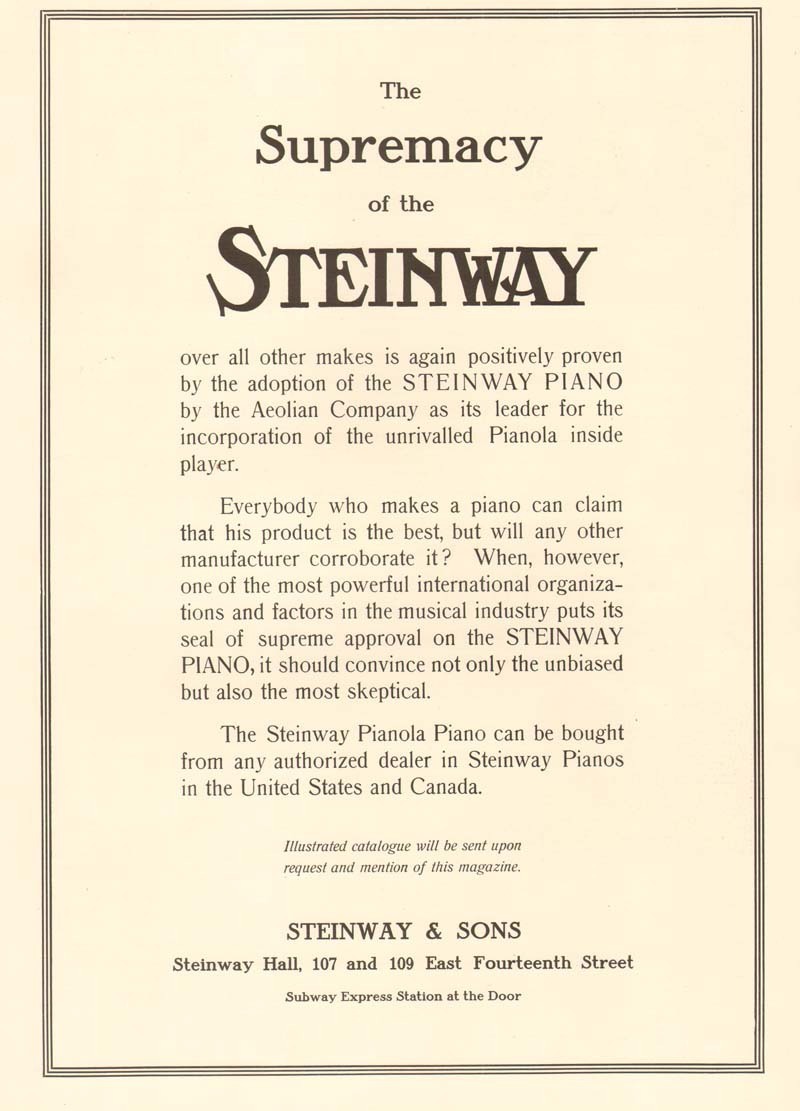 The
Supremacy
of the
STEINWAY
over all other makes is again positively proven
by the adoption of the STEINWAY PIANO
by the Aeolian Company as its leader for the
incorporation of the unrivalled Pianola inside
player.
Everybody who makes a piano can claim
that his product is the best, but will any other
manufacturer corroborate it? When, however,
one of the most powerful international organiza-
tions and factors in the musical industry puts its
seal of supreme approval on the STEINWAY
PIANO, it should convince not only the unbiased
but also the most skeptical.
The Steinway Pianola Piano can be bought
from any authorized dealer in Steinway Pianos
in the United States and Canada.
Illustrated catalogue will be sent upon
request and mention of this magazine.
STEINWAY & SONS
Steinway Hall, 107 and 109 East Fourteenth Street
Subway Express Station at the Door